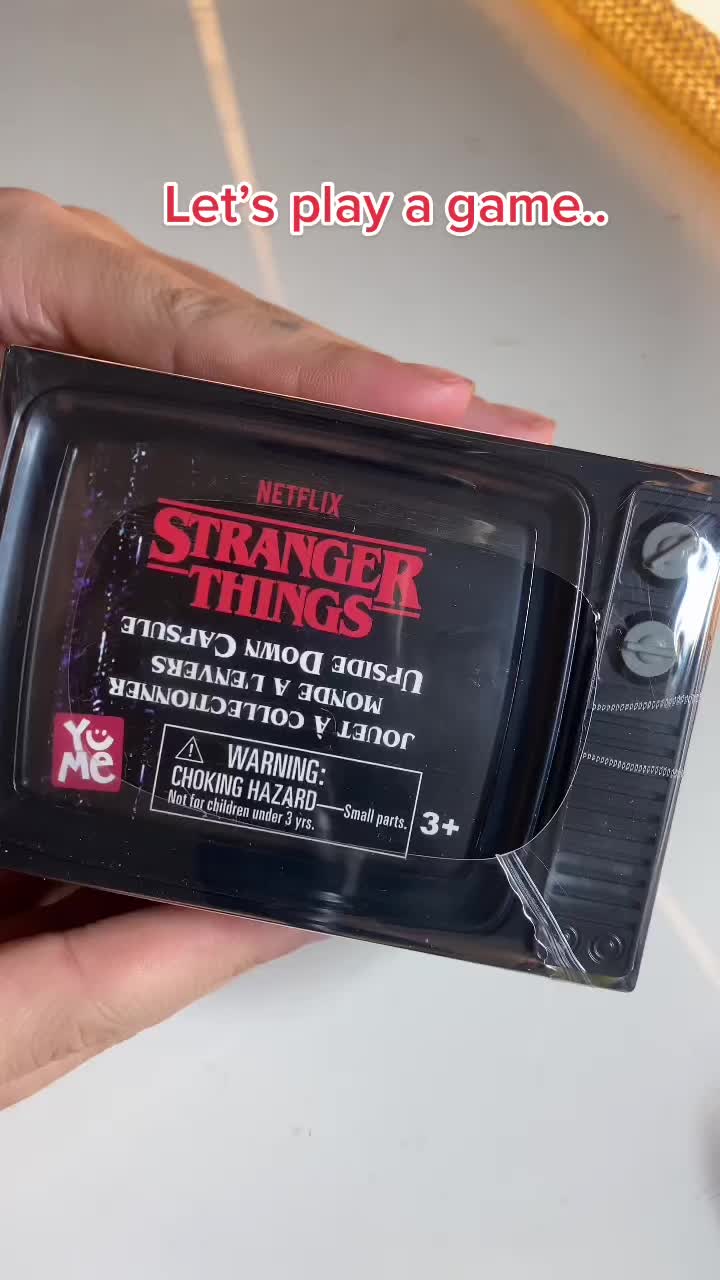 Let’s play a game..
NETFLIX
STRANGER
THINGS
UPSIDE DOWN CAPSULE
MONDE A L'ENVERS
JOUET À COLLECTIONNER
YuMe
WARNING:
CHOKING HAZARD—Small parts.
Not for children under 3 yrs.
3+